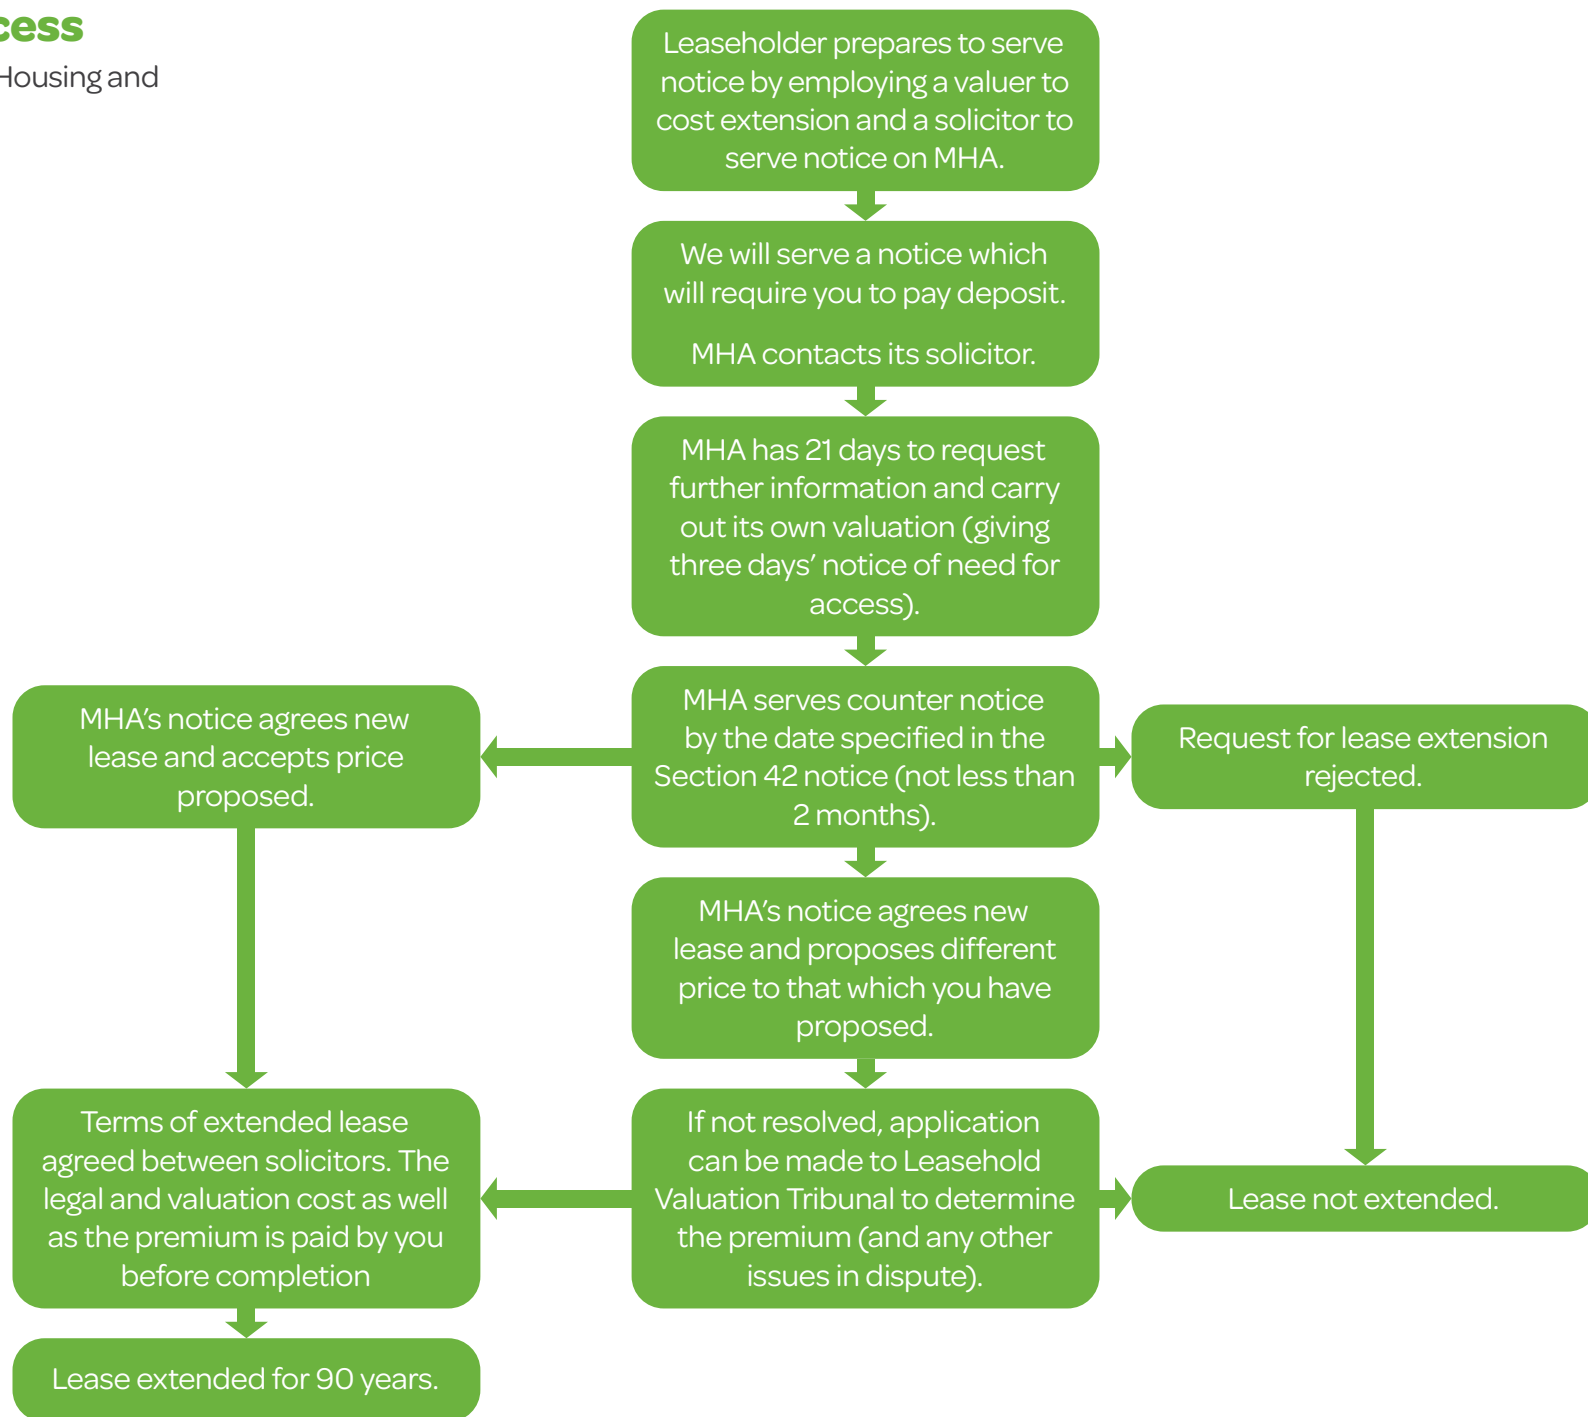 cess
Housing and
Leaseholder prepares to serve
notice by employing a valuer to
cost extension and a solicitor to
serve notice on MHA.
We will serve a notice which
will require you to pay deposit.
MHA contacts its solicitor.
MHA has 21 days to request
further information and carry
out its own valuation (giving
three days’ notice of need for
access).
MHA’s notice agrees new
lease and accepts price
proposed.
MHA serves counter notice
by the date specified in the
Section 42 notice (not less than
2 months).
Request for lease extension
rejected.
MHA’s notice agrees new
lease and proposes different
price to that which you have
proposed.
Terms of extended lease
agreed between solicitors. The
legal and valuation cost as well
as the premium is paid by you
before completion
If not resolved, application
can be made to Leasehold
Valuation Tribunal to determine
the premium (and any other
issues in dispute).
Lease not extended.
Lease extended for 90 years.